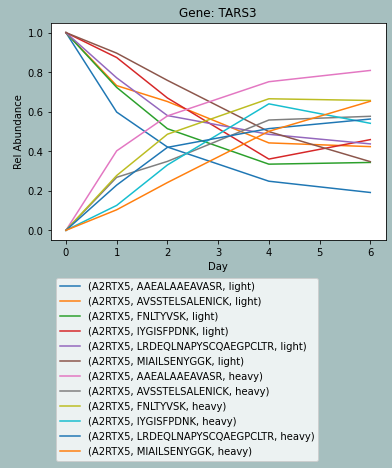 Gene: TARS3
1.0
0.8
0.6
0.4
0.2
0.0
Rel Abundance
0 1 2 3 4 5 6
Day
(A2RTX5, AAEALAAEAVASR, light)
(A2RTX5, AVSSTELSALENICK, light)
(A2RTX5, FNLTYVSK, light)
(A2RTX5, IYGISFPDNK, light)
(A2RTX5, LRDEQLNAPYSCQAEGPCLTR, light)
(A2RTX5, MIAILSENYGGK, light)
(A2RTX5, AAEALAAEAVASR, heavy)
(A2RTX5, AVSSTELSALENICK, heavy)
(A2RTX5, FNLTYVSK, heavy)
(A2RTX5, IYGISFPDNK, heavy)
(A2RTX5, LRDEQLNAPYSCQAEGPCLTR, heavy)
(A2RTX5, MIAILSENYGGK, heavy)